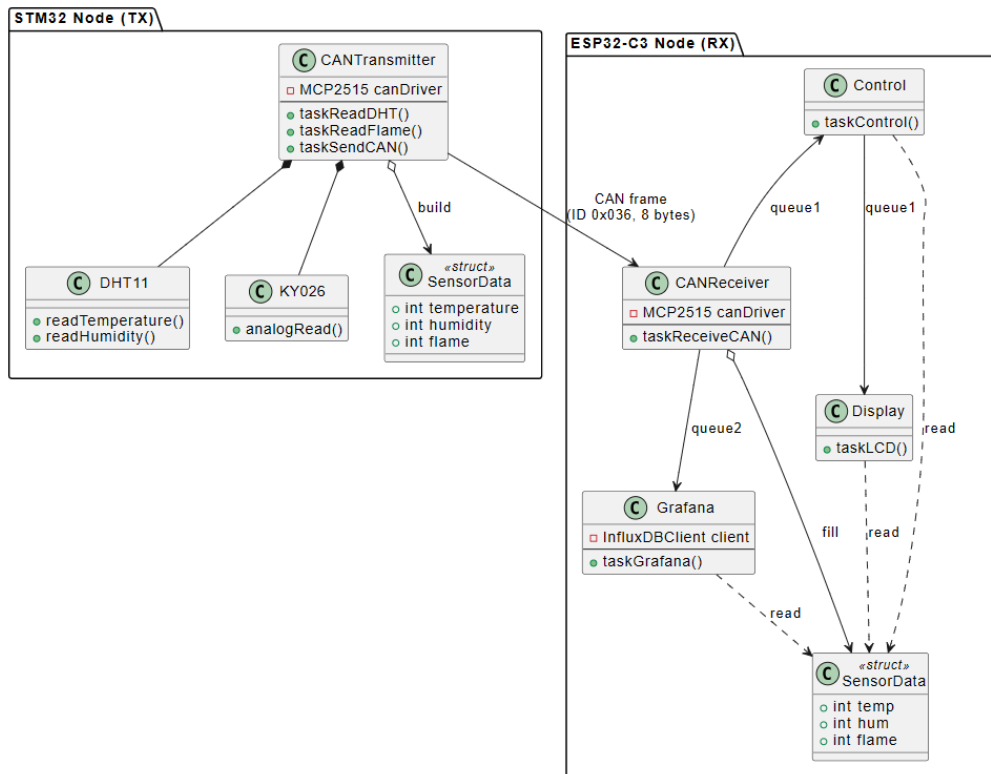 STM32 Node (TX)
C CANTransmitter
MCP2515 canDriver
taskReadDHT()
taskReadFlame()
taskSendCAN()
build
C DHT11
readTemperature()
readHumidity()
C KY026
analogRead()
C «struct»
SensorData
int temperature
int humidity
int flame
CAN frame
(ID 0x036, 8 bytes)
ESP32-C3 Node (RX)
C Control
taskControl()
queue1
queue1
C CANReceiver
MCP2515 canDriver
taskReceiveCAN()
C Display
taskLCD()
read
queue2
C Grafana
InfluxDBClient client
taskGrafana()
fill
read
read
C «struct»
SensorData
int temp
int hum
int flame